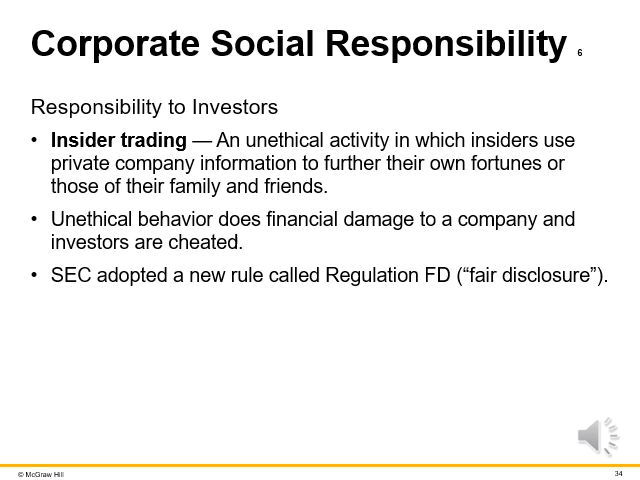 Corporate Social Responsibility 6
Responsibility to Investors
• Insider trading — An unethical activity in which insiders use
private company information to further their own fortunes or
those of their family and friends.
• Unethical behavior does financial damage to a company and
investors are cheated.
• SEC adopted a new rule called Regulation FD (“fair disclosure”).
© McGraw Hill
34